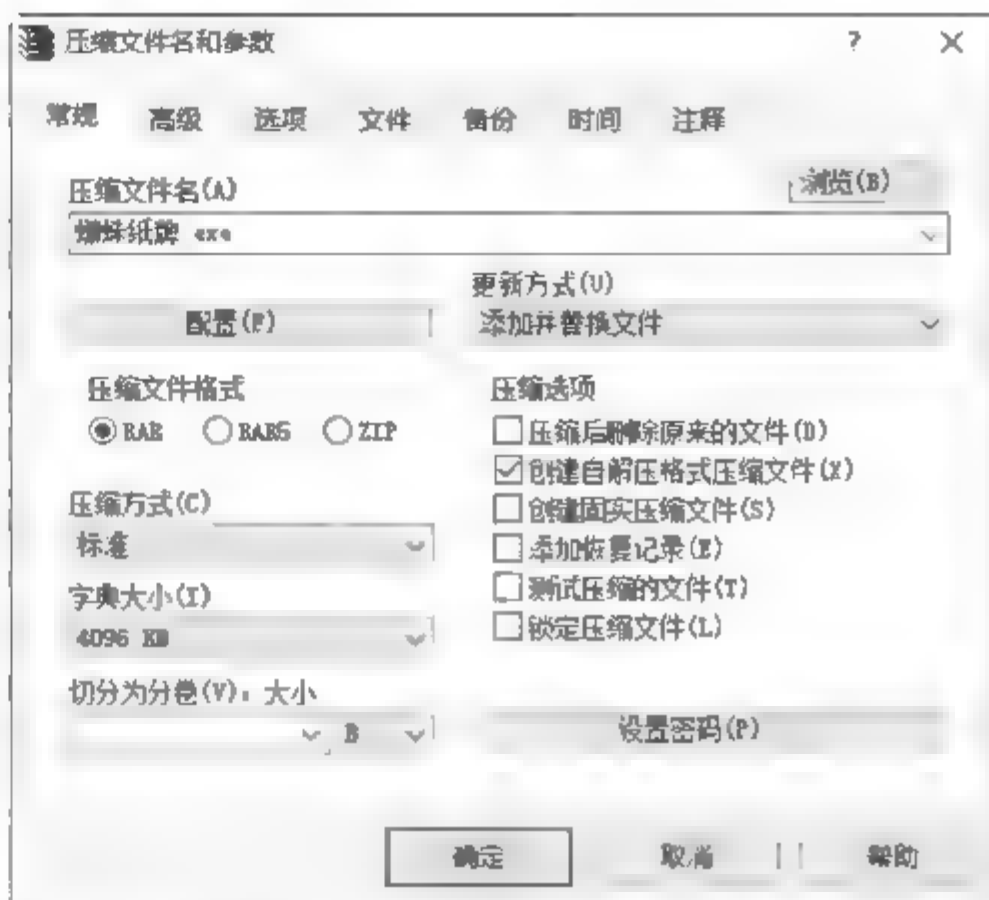 压缩文件名和参数 ? ×
常规 高级 选项 文件 备份 时间 注释
压缩文件名(A) 浏览(B)
蜘蛛纸牌 exe
更新方式(U)
配置(F) 添加并替换文件
压缩文件格式 压缩选项
RAR RAR5 ZIP 压缩后删除原来的文件(D)
创建自解压格式压缩文件(X)
压缩方式(C) 创建固实压缩文件(S)
标准 添加恢复记录(E)
字典大小(I) 测试压缩的文件(T)
4096 KB 锁定压缩文件(L)
切分为分卷(V)，大小
B 设置密码(P)
确定 取消 帮助